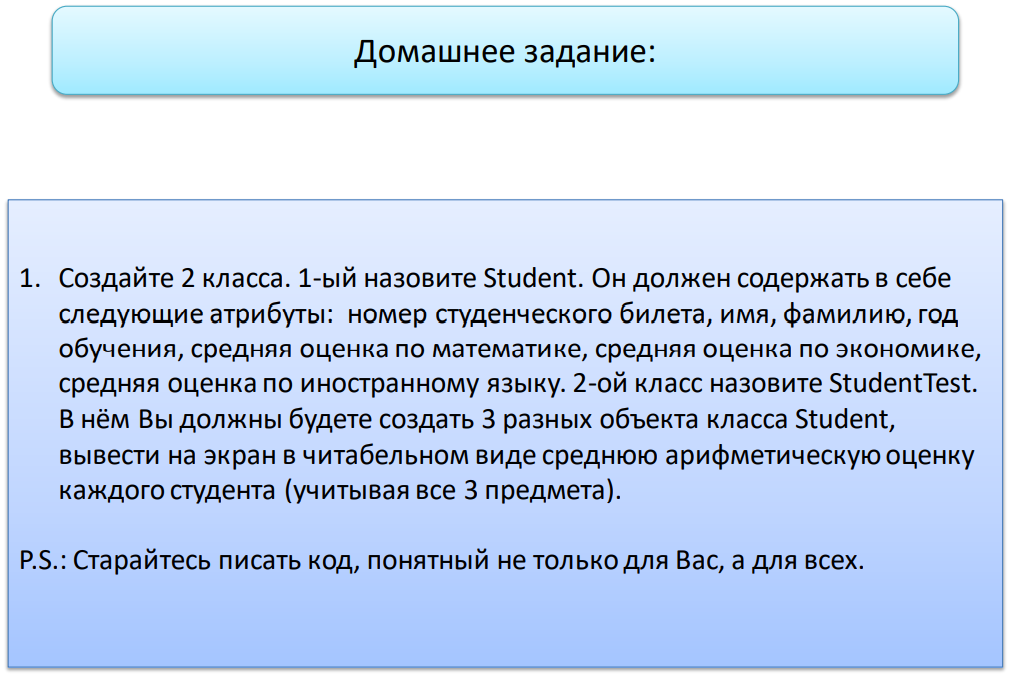 Домашнее задание:
1. Создайте 2 класса. 1-ый назовите Student. Он должен содержать в себе
следующие атрибуты: номер студенческого билета, имя, фамилию, год
обучения, средняя оценка по математике, средняя оценка по экономике,
средняя оценка по иностранному языку. 2-ой класс назовите StudentTest.
В нём Вы должны будете создать 3 разных объекта класса Student,
вывести на экран в читабельном виде среднюю арифметическую оценку
каждого студента (учитывая все 3 предмета).
P.S.: Старайтесь писать код, понятный не только для Вас, а для всех.